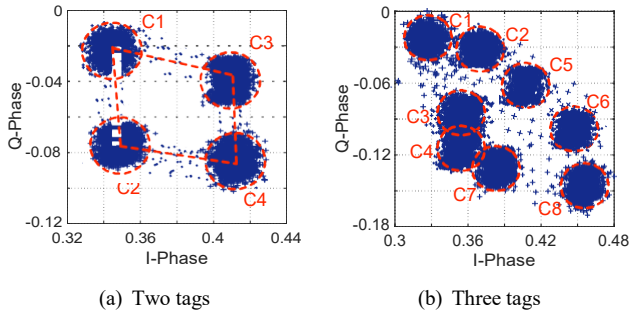 0
-0.04
-0.08
-0.12
Q-Phase
C1
C3
C2
C4
0.32
0.36
0.4
0.44
I-Phase
(a) Two tags
0
-0.06
-0.12
-0.18
Q-Phase
C1
C2
C5
C6
C3
C4
C7
C8
0.3
0.36
0.42
0.48
I-Phase
(b) Three tags